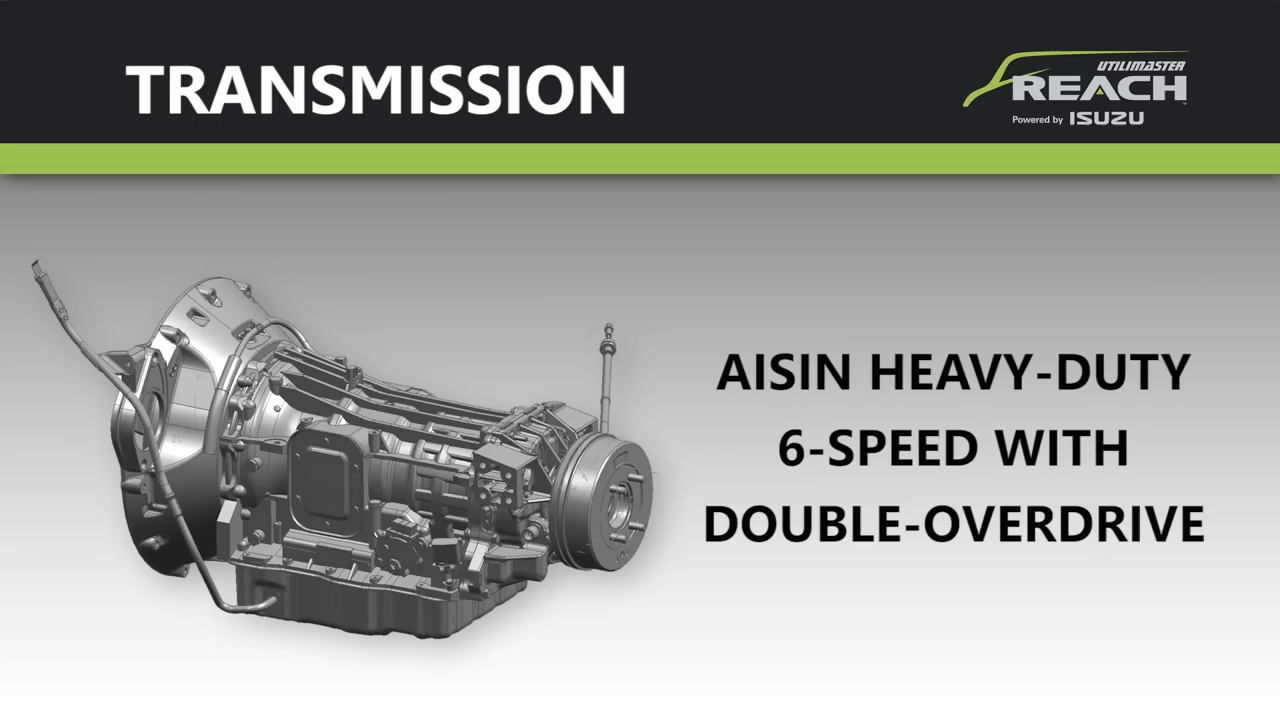 TRANSMISSION
UTILIMASTER
REACH
Powered by ISUZU
AISIN HEAVY-DUTY
6-SPEED WITH
DOUBLE-OVERDRIVE